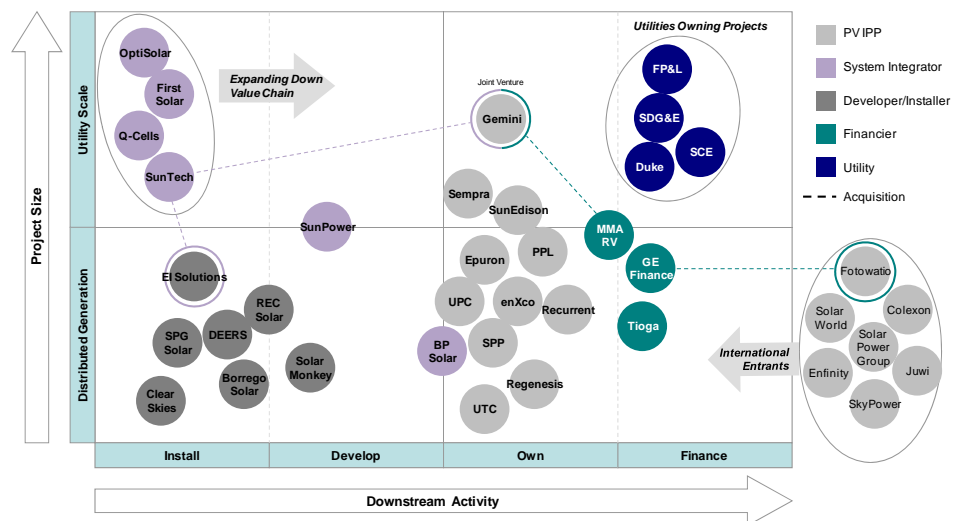 Utilities Owning Projects
PV IPP
System Integrator
Developer/Installer
Financier
Utility
Acquisition
Project Size
Utility Scale
Distributed Generation
OptiSolar
First
Solar
Q-Cells
SunTech
Expanding Down
Value Chain
Joint Venture
Gemini
FP&L
SDG&E
SCE
Duke
Sempra
SunEdison
SunPower
MMA
RV
PPL
Epuron
GE
Finance
EI Solutions
UPC
enXco
Recurrent
REC
Solar
DEERS
SPG
Solar
Tioga
SPP
BP
Solar
Solar
Monkey
Borrego
Solar
Clear
Skies
Regenesis
UTC
International
Entrants
Fotowatio
Solar
World
Colexon
Solar
Power
Group
Enfinity
Juwi
SkyPower
Install
Develop
Own
Finance
Downstream Activity